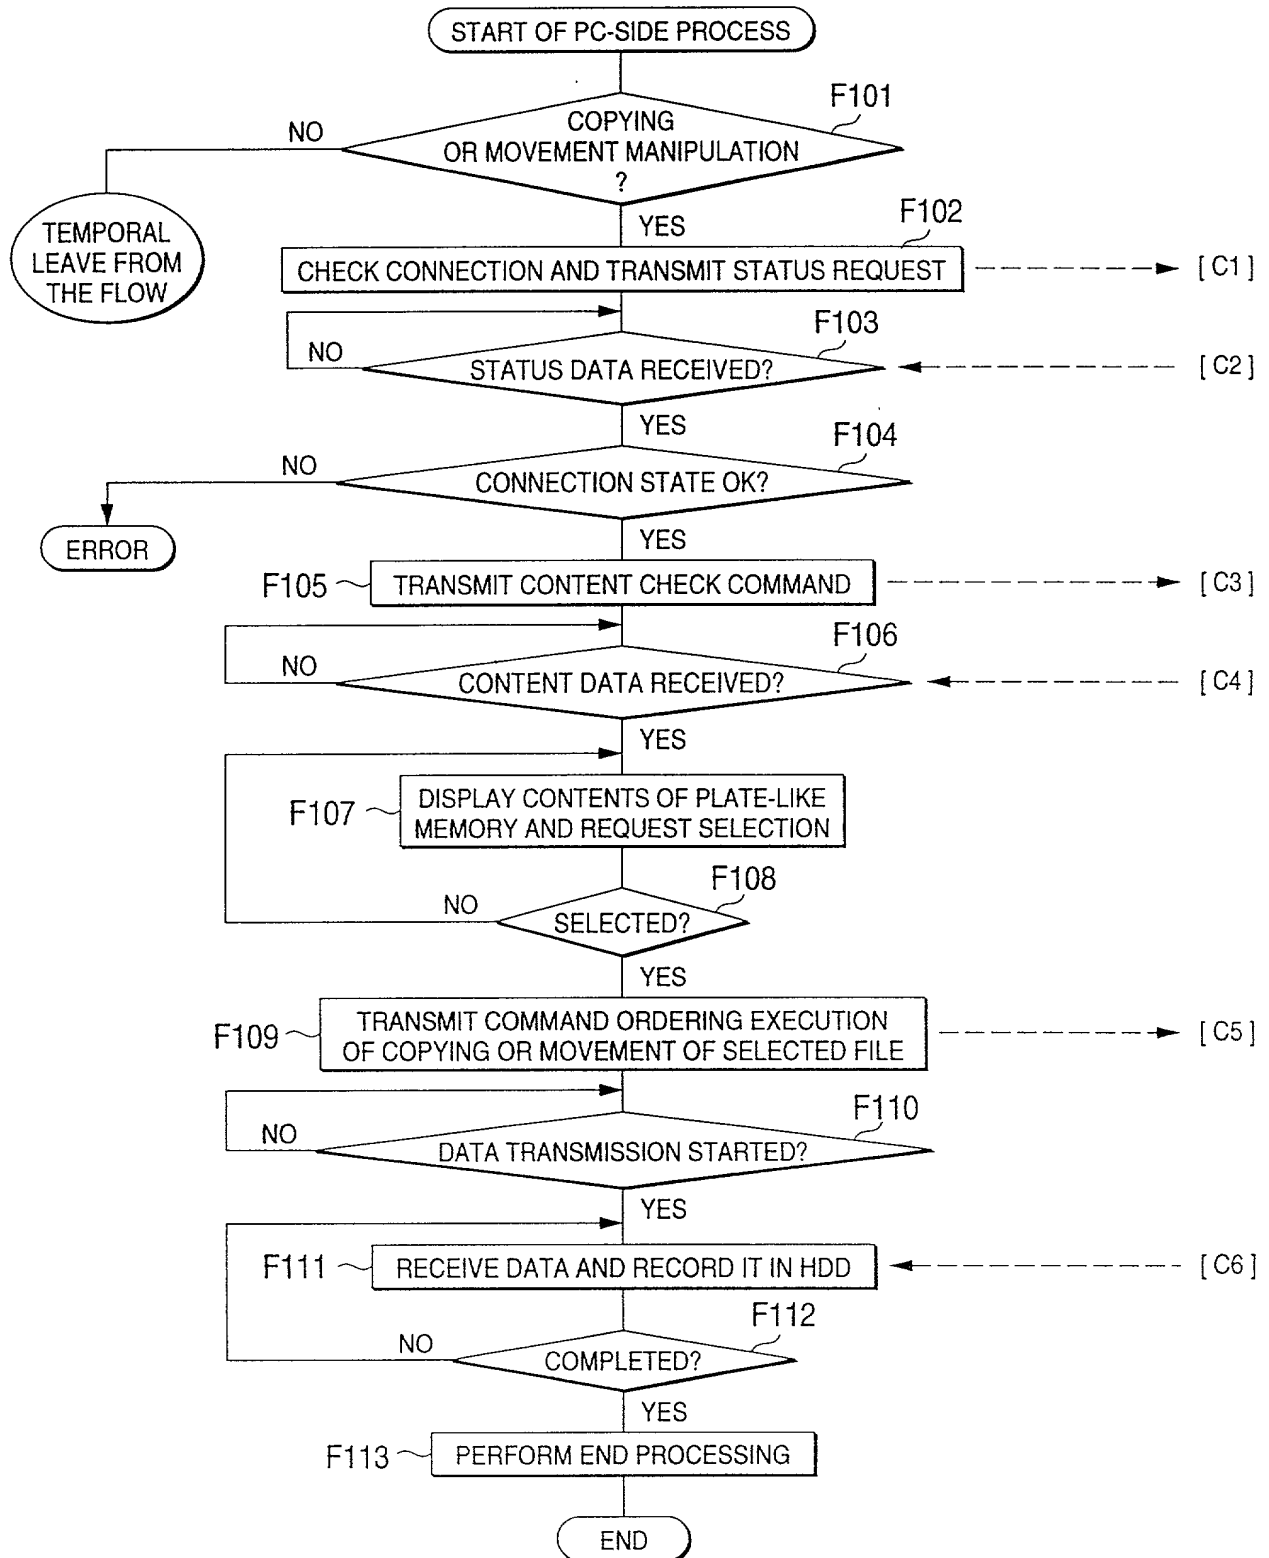 START OF PC-SIDE PROCESS
F101
COPYING
OR MOVEMENT MANIPULATION
?
NO
YES
TEMPORAL
LEAVE FROM
THE FLOW
F102
CHECK CONNECTION AND TRANSMIT STATUS REQUEST
[ C1 ]
F103
NO
STATUS DATA RECEIVED?
[ C2 ]
YES
F104
NO
CONNECTION STATE OK?
ERROR
YES
F105
TRANSMIT CONTENT CHECK COMMAND
[ C3 ]
F106
NO
CONTENT DATA RECEIVED?
[ C4 ]
YES
F107
DISPLAY CONTENTS OF PLATE-LIKE
MEMORY AND REQUEST SELECTION
F108
NO
SELECTED?
YES
F109
TRANSMIT COMMAND ORDERING EXECUTION
OF COPYING OR MOVEMENT OF SELECTED FILE
[ C5 ]
F110
NO
DATA TRANSMISSION STARTED?
YES
F111
RECEIVE DATA AND RECORD IT IN HDD
[ C6 ]
F112
NO
COMPLETED?
YES
F113
PERFORM END PROCESSING
END